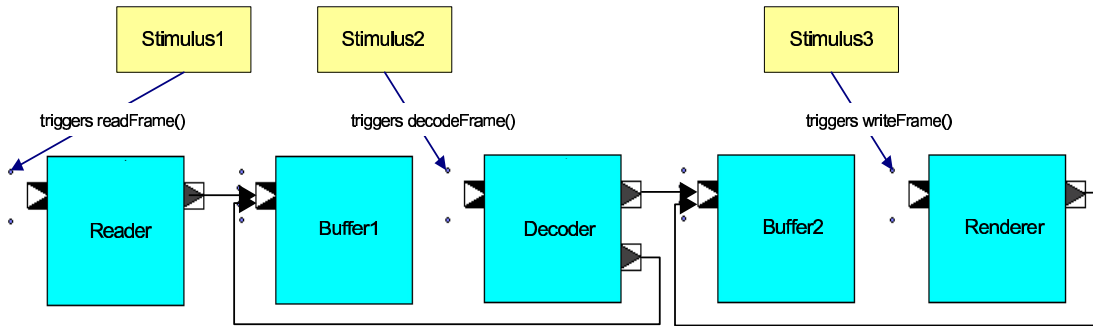 Stimulus1
Stimulus2
Stimulus3
triggers readFrame()
triggers decodeFrame()
triggers writeFrame()
Reader
Buffer1
Decoder
Buffer2
Renderer